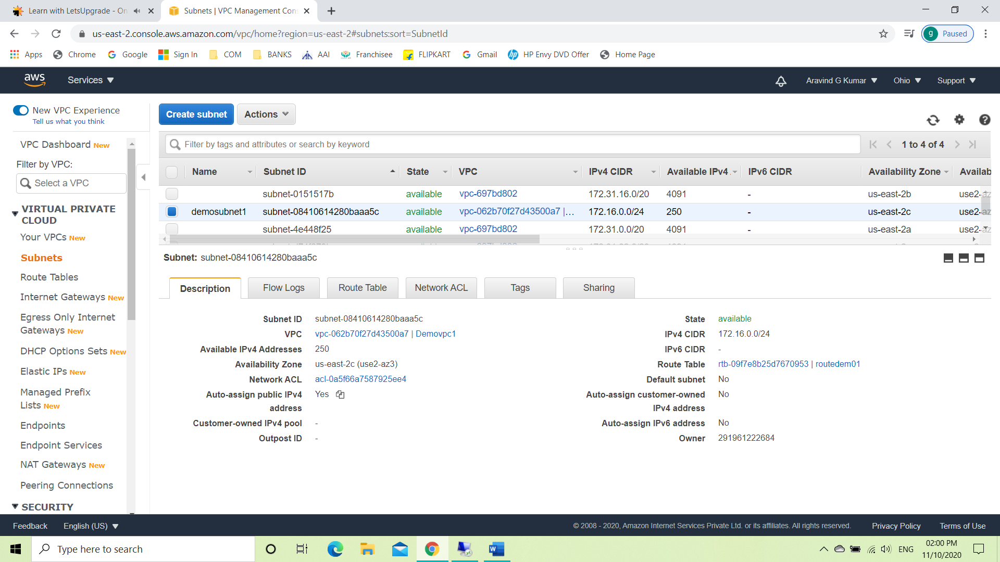 Learn with LetsUpgrade - On
Subnets | VPC Management Cons
us-east-2.console.aws.amazon.com/vpc/home?region=us-east-2#subnets:sort=SubnetId
g Paused
Apps Chrome Google Sign In COM BANKS AAI Franchisee FLIPKART Gmail HP Envy DVD Offer Home Page
aws Services Aravind G Kumar Ohio Support
New VPC Experience
Tell us what you think
Create subnet Actions
VPC Dashboard New
Filter by VPC:
Select a VPC
VIRTUAL PRIVATE
CLOUD
Your VPCs New
Subnets
Route Tables
Internet Gateways New
Egress Only Internet
Gateways New
DHCP Options Sets New
Elastic IPs New
Managed Prefix
Lists New
Endpoints
Endpoint Services
NAT Gateways New
Peering Connections
SECURITY
Filter by tags and attributes or search by keyword
1 to 4 of 4
Name Subnet ID State VPC IPv4 CIDR Available IPv4 IPv6 CIDR Availability Zone Availab
subnet-0151517b available vpc-697bd802 172.31.16.0/20 4091 - us-east-2b use2-az
demosubnet1 subnet-08410614280baaa5c available vpc-062b70f27d43500a7 |... 172.16.0.0/24 250 - us-east-2c use2-az
subnet-4e448f25 available vpc-697bd802 172.31.0.0/20 4091 - us-east-2a use2-az
Subnet: subnet-08410614280baaa5c
Description Flow Logs Route Table Network ACL Tags Sharing
Subnet ID subnet-08410614280baaa5c
VPC vpc-062b70f27d43500a7 | Demovpc1
Available IPv4 Addresses 250
Availability Zone us-east-2c (use2-az3)
Network ACL acl-0a5f66a7587925ee4
Auto-assign public IPv4 Yes
address
Customer-owned IPv4 pool -
Outpost ID -
State available
IPv4 CIDR 172.16.0.0/24
IPv6 CIDR -
Route Table rtb-09f7e8b25d7670953 | routedem01
Default subnet No
Auto-assign customer-owned No
IPv4 address
Auto-assign IPv6 address No
Owner 291961222684
Feedback English (US) © 2008 - 2020, Amazon Internet Services Private Ltd. or its affiliates. All rights reserved. Privacy Policy Terms of Use
Type here to search
ENG
02:00 PM
11/10/2020